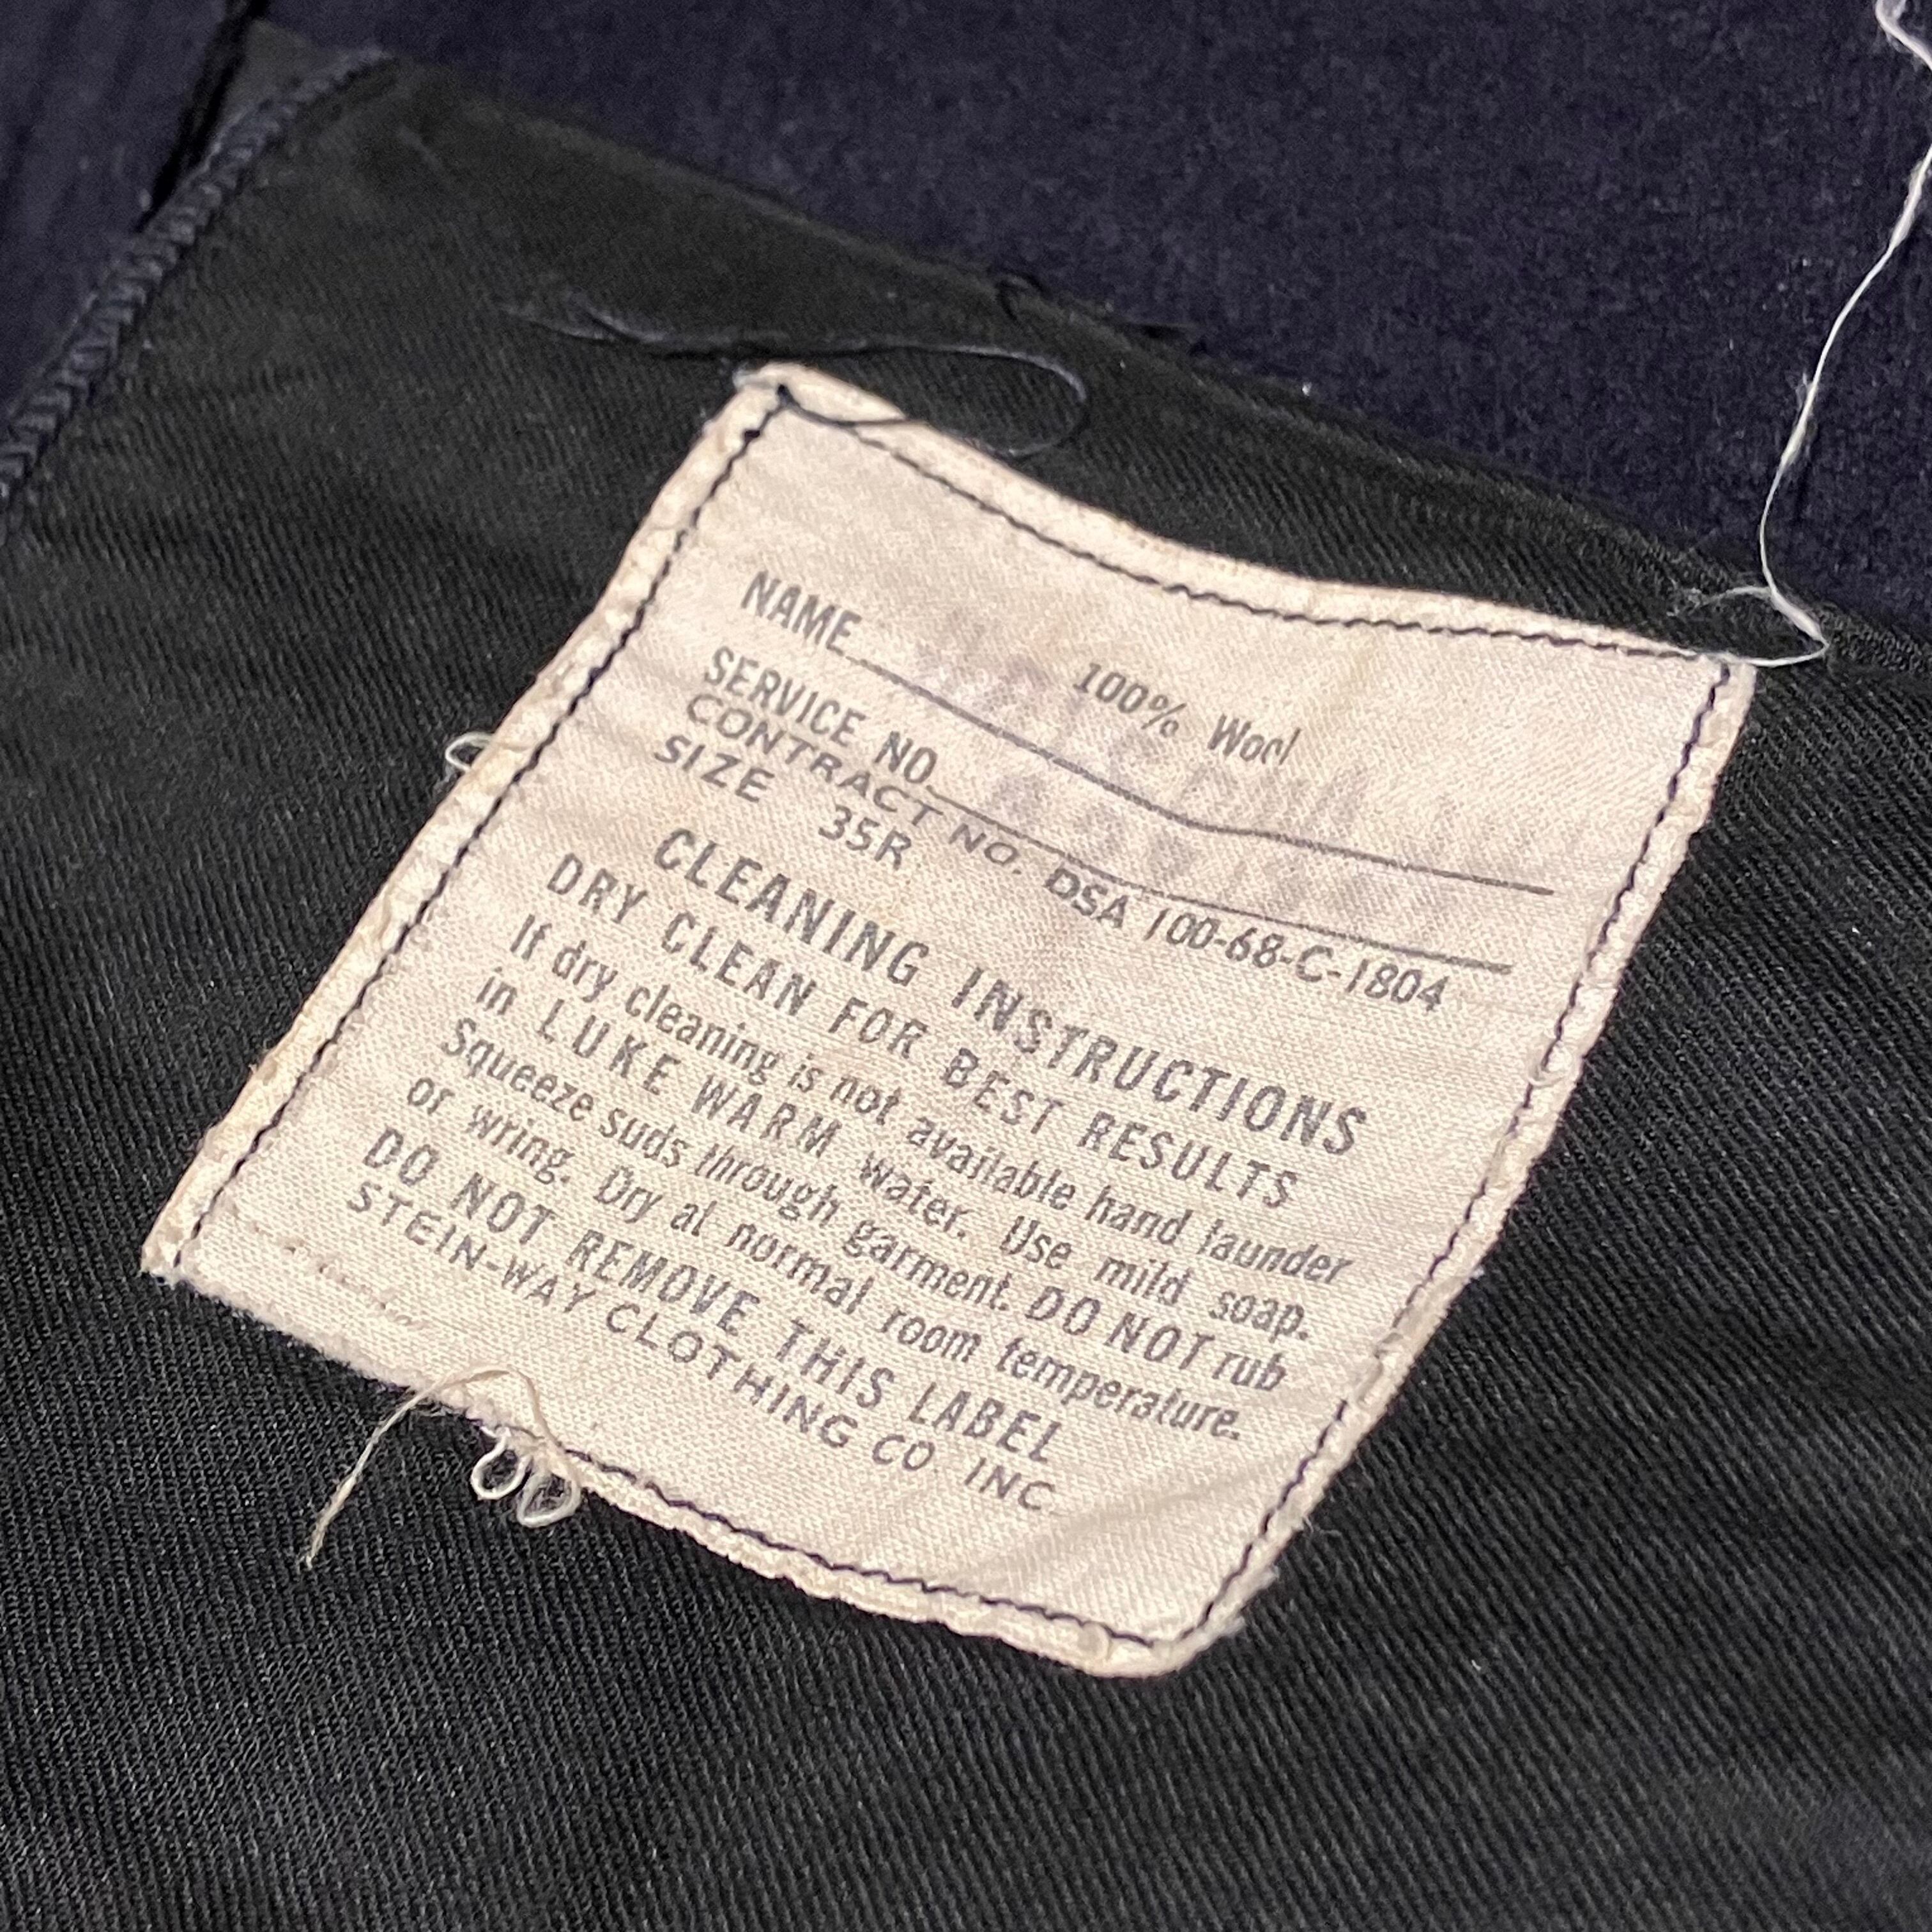 NAME
100% Wool
SERVICE NO.
CONTRACT NO. DSA 100-68-C-1804
SIZE 35R
CLEANING INSTRUCTIONS
DRY CLEAN FOR BEST RESULTS
If dry cleaning is not available hand launder
in LUKE WARM water. Use mild soap.
Squeeze suds through garment. DO NOT rub
or wring. Dry at normal room temperature.
DO NOT REMOVE THIS LABEL
STEIN-WAY CLOTHING CO. INC.